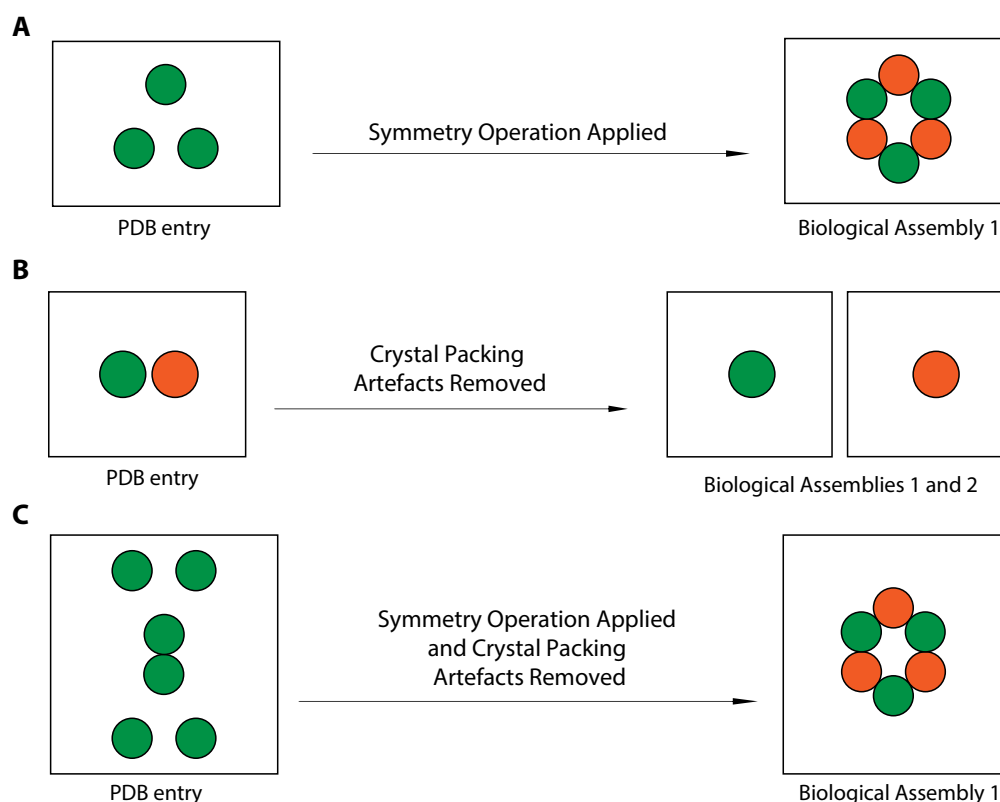 A
Symmetry Operation Applied
PDB entry
Biological Assembly 1
B
Crystal Packing
Artefacts Removed
PDB entry
Biological Assemblies 1 and 2
C
Symmetry Operation Applied
and Crystal Packing
Artefacts Removed
PDB entry
Biological Assembly 1